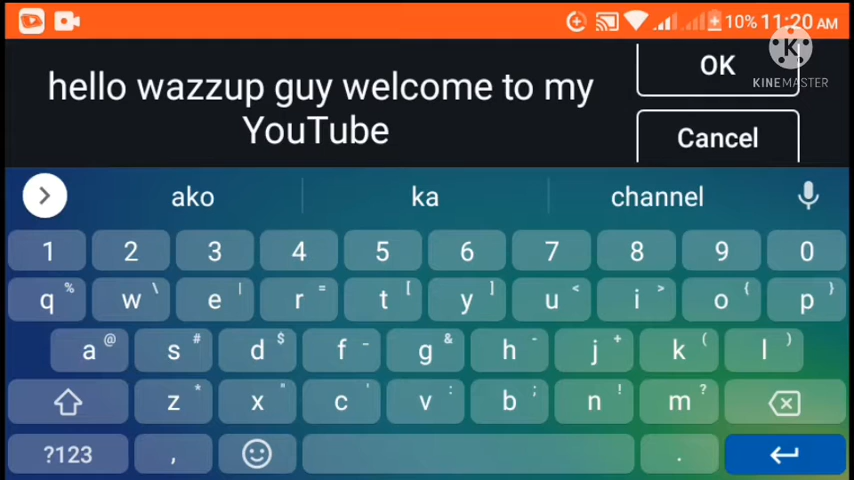 10% 11:20 AM
hello wazzup guy welcome to my
YouTube
OK
Cancel
K
KINEMASTER
ako ka channel
1 2 3 4 5 6 7 8 9 0
q % w \ e | r = t [ y ] u < i > o { p }
a @ s # d $ f _ g & h - j + k ( l )
z * x " c ' v : b ; n ! m ?
?123 , .